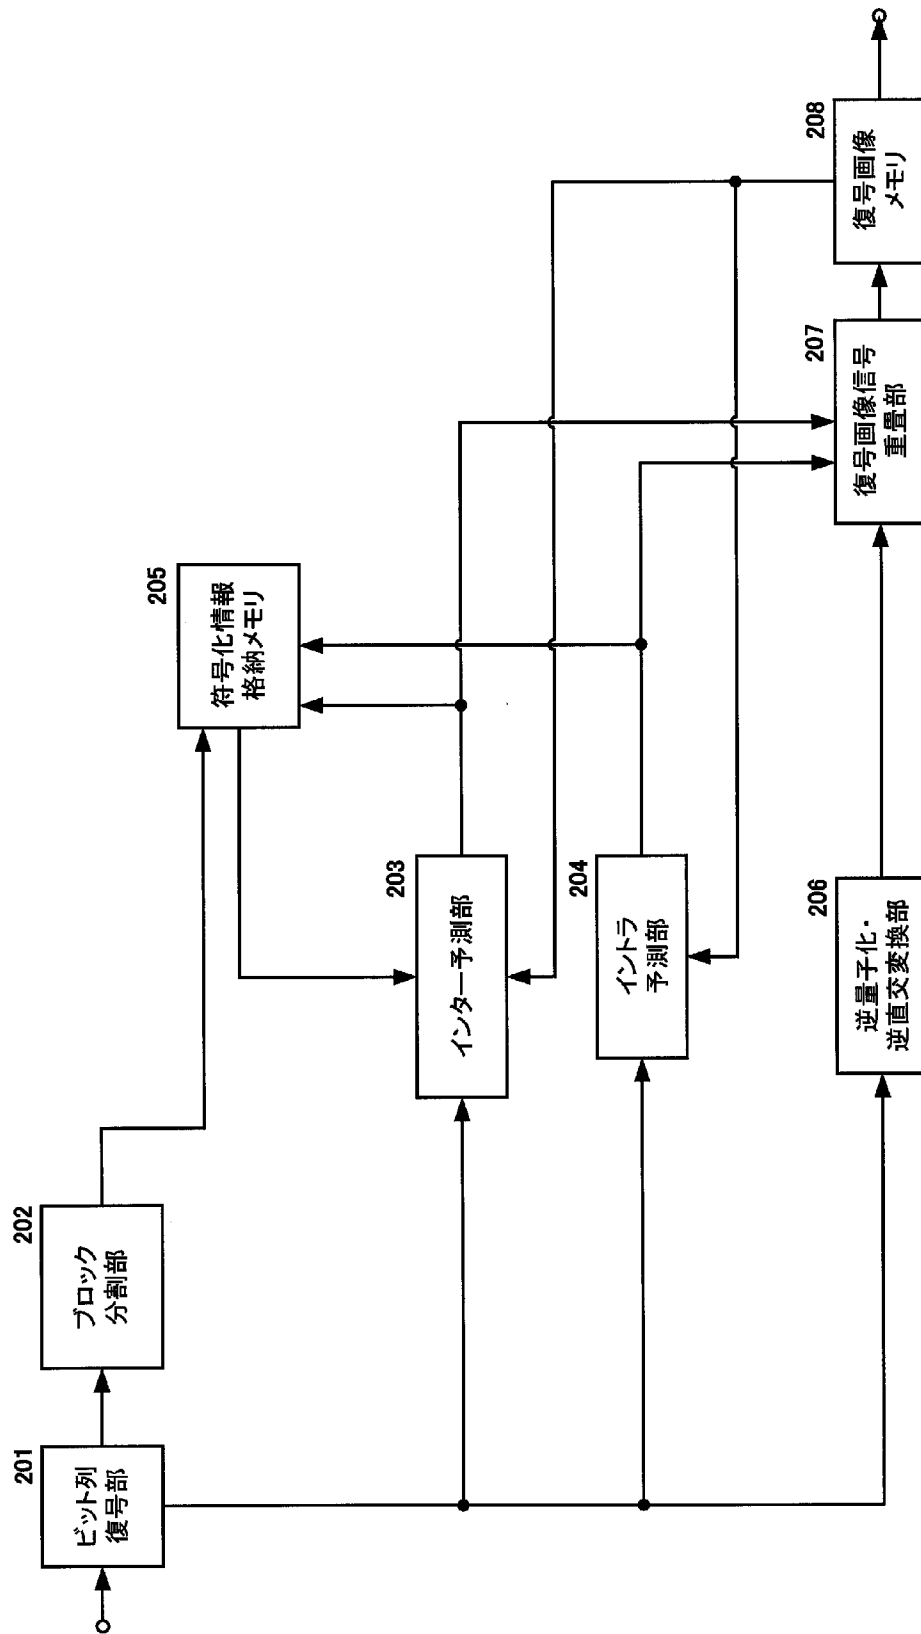 201
ビット列
復号部
202
ブロック
分割部
205
符号化情報
格納メモリ
203
インター予測部
204
イントラ
予測部
206
逆量子化・
逆直交変換部
207
復号画像信号
重畳部
208
復号画像
メモリ